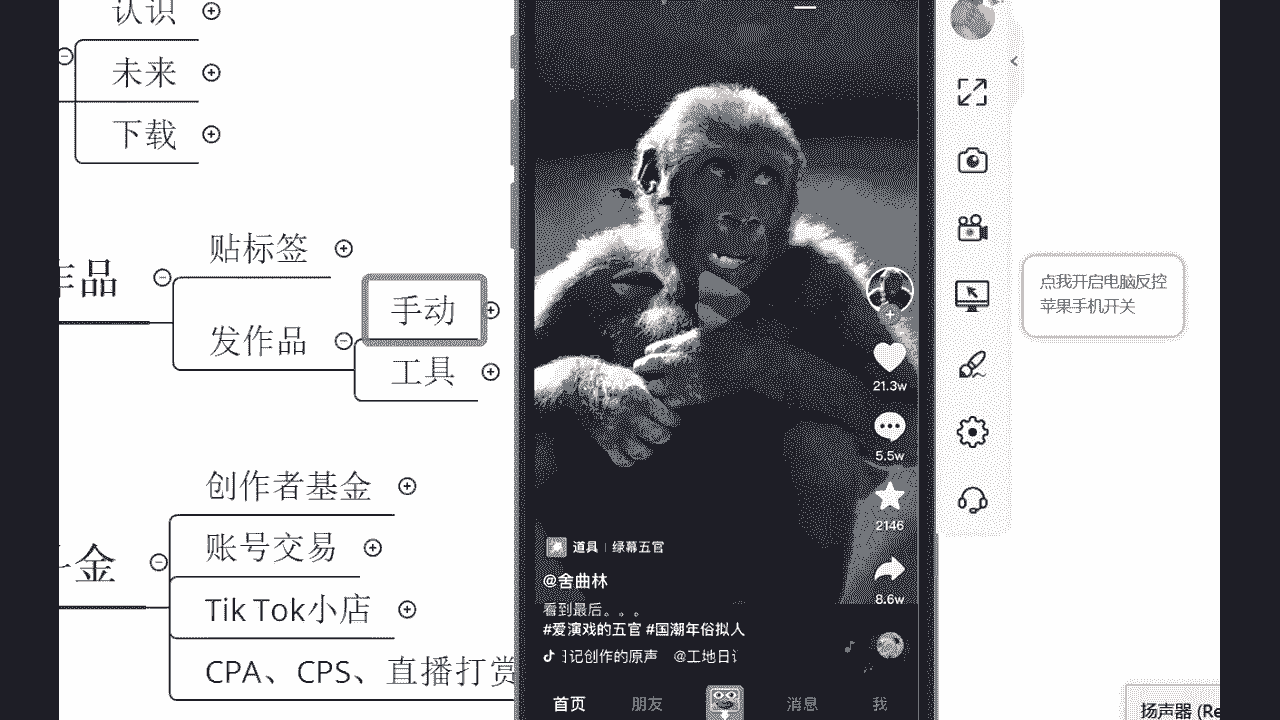 认识
未来
下载
作品
贴标签
发作品
手动
工具
金
创作者基金
账号交易
Tik Tok小店
CPA、CPS、直播打赏
21.3w
5.5w
2146
8.6w
道具 | 绿幕五官
@舍曲林
看到最后。。。
#爱演戏的五官 #国潮年俗拟人
日记创作的原声 @工地日记
首页
朋友
消息
我
点我开启电脑反控
苹果手机开关
扬声器 (Re